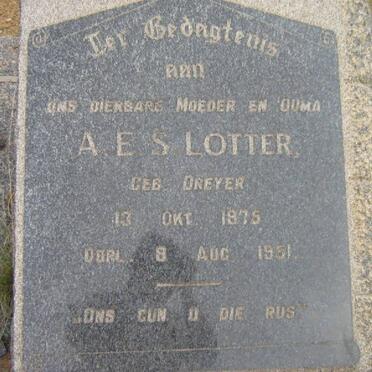 Ter Gedagtenis
aan
ONS DIERBARE MOEDER EN OUMA
A. E. S. LOTTER,
GEB. DREYER
13 OKT. 1875
OORL. 8 AUG. 1951.
„ONS GUN U DIE RUS"